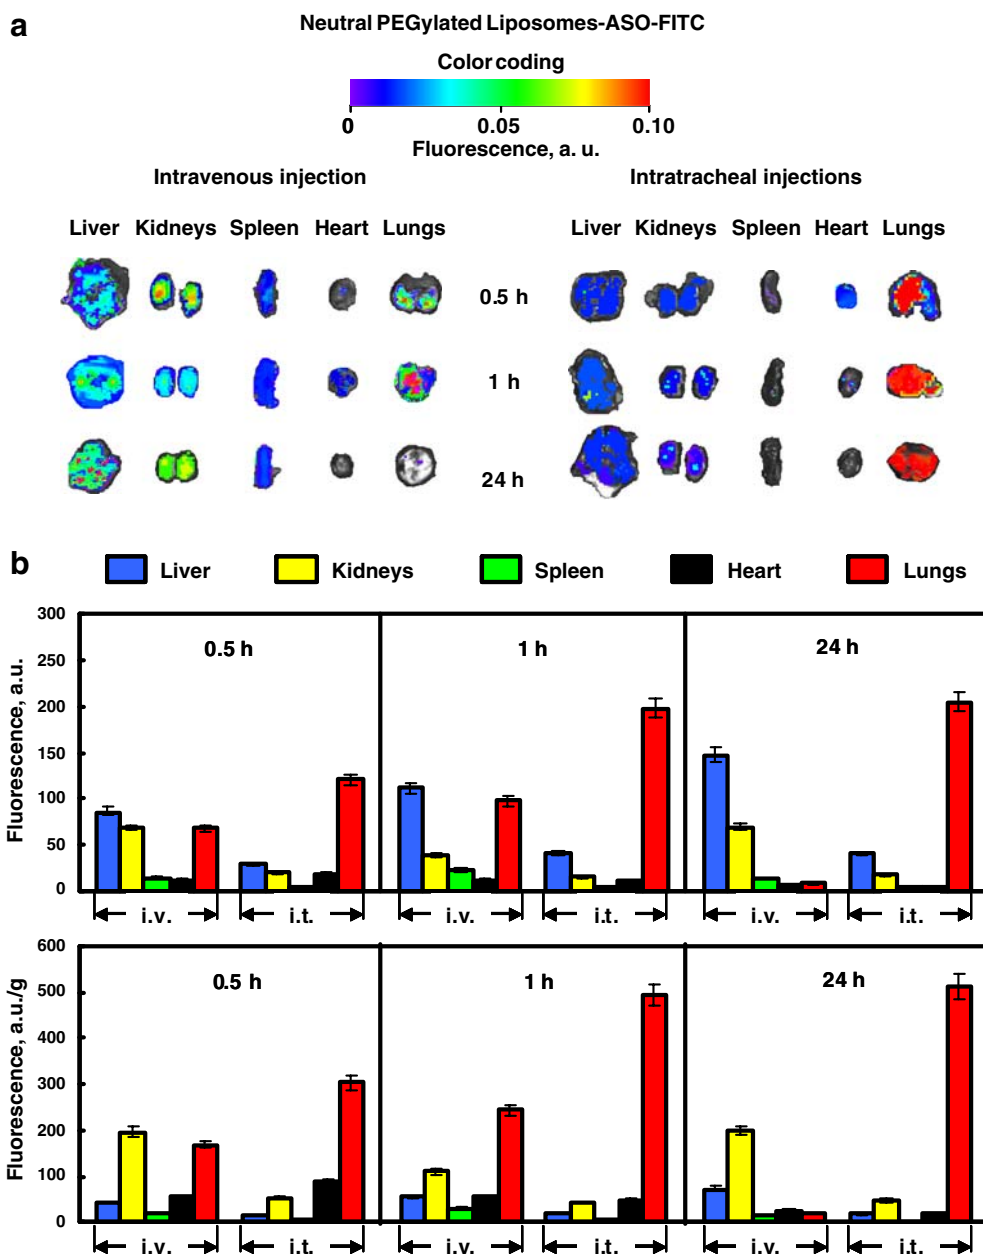 a
Neutral PEGylated Liposomes-ASO-FITC
Color coding
0 0.05 0.10
Fluorescence, a. u.
Intravenous injection Intratracheal injections
Liver Kidneys Spleen Heart Lungs Liver Kidneys Spleen Heart Lungs
0.5 h
1 h
24 h
b
Liver Kidneys Spleen Heart Lungs
Fluorescence, a.u.
300
250
200
150
100
50
0
0.5 h 1 h 24 h
i.v. i.t. i.v. i.t. i.v. i.t.
Fluorescence, a.u./g
600
500
400
300
200
100
0
0.5 h 1 h 24 h
i.v. i.t. i.v. i.t. i.v. i.t.